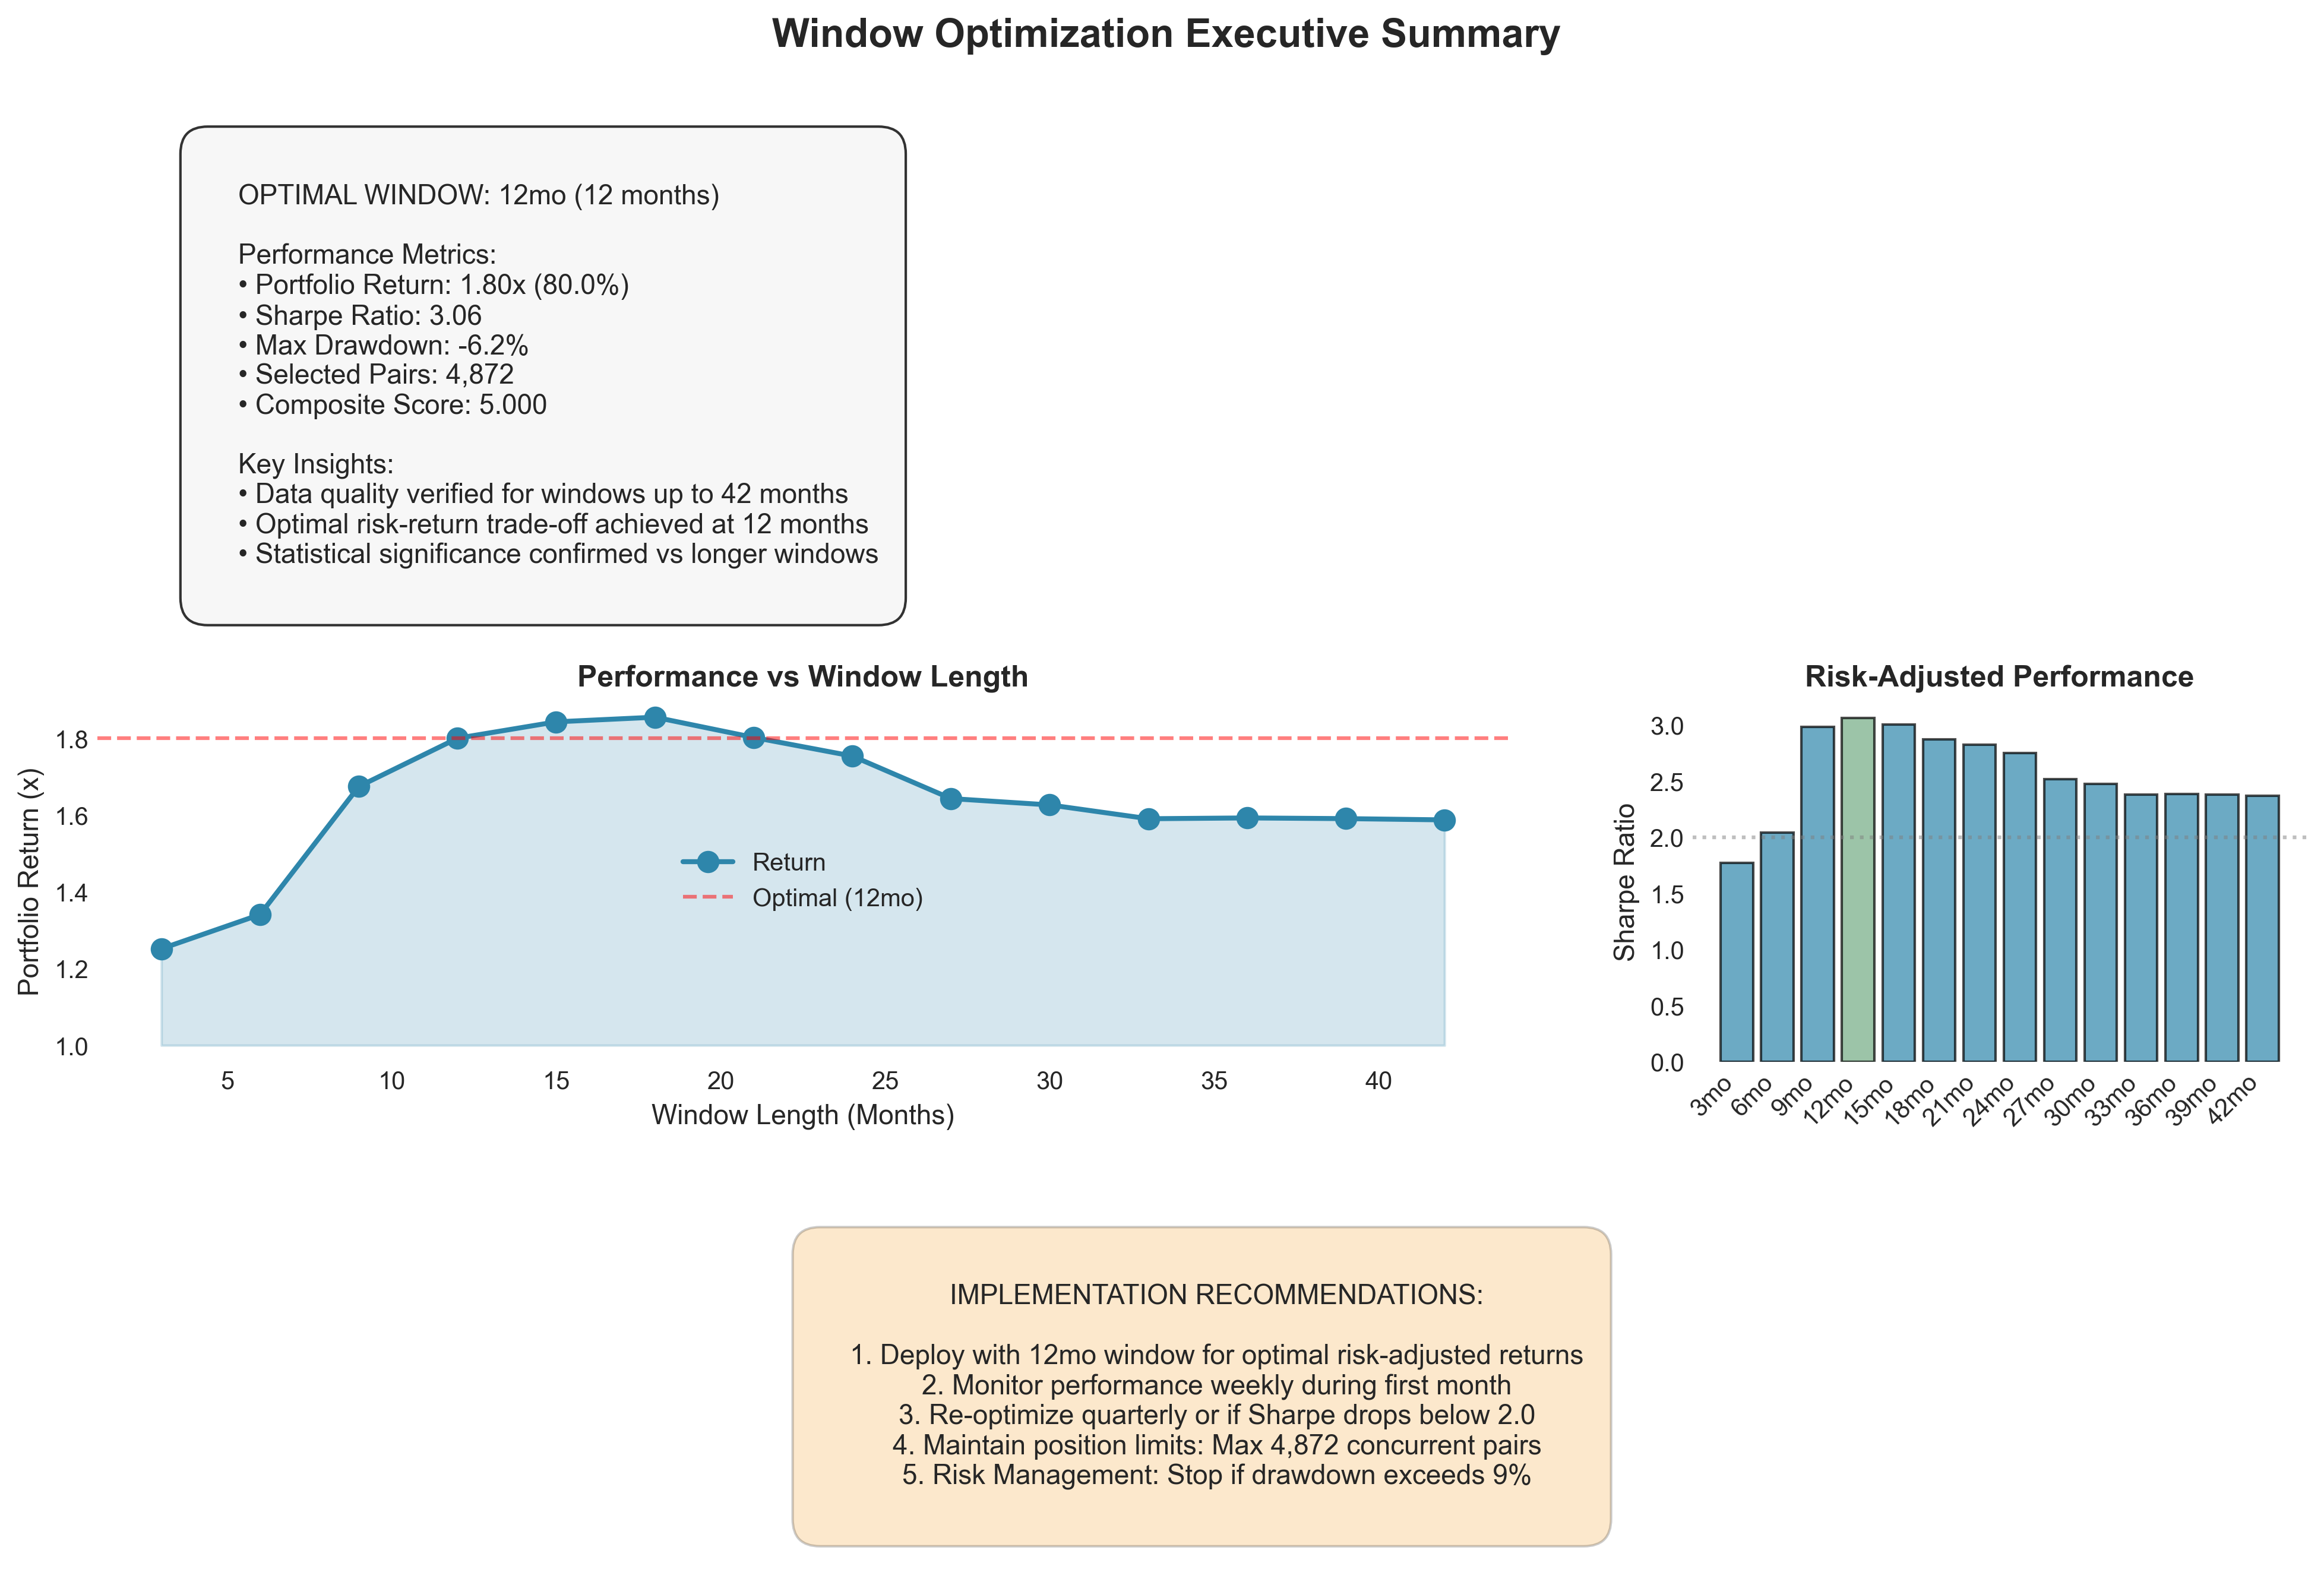 Window Optimization Executive Summary
OPTIMAL WINDOW: 12mo (12 months)
Performance Metrics:
• Portfolio Return: 1.80x (80.0%)
• Sharpe Ratio: 3.06
• Max Drawdown: -6.2%
• Selected Pairs: 4,872
• Composite Score: 5.000
Key Insights:
• Data quality verified for windows up to 42 months
• Optimal risk-return trade-off achieved at 12 months
• Statistical significance confirmed vs longer windows
Performance vs Window Length
Portfolio Return (x)
1.8
1.6
1.4
1.2
1.0
Return
Optimal (12mo)
5 10 15 20 25 30 35 40
Window Length (Months)
Risk-Adjusted Performance
Sharpe Ratio
3.0
2.5
2.0
1.5
1.0
0.5
0.0
3mo 6mo 9mo 12mo 15mo 18mo 21mo 24mo 27mo 30mo 33mo 36mo 39mo 42mo
IMPLEMENTATION RECOMMENDATIONS:
1. Deploy with 12mo window for optimal risk-adjusted returns
2. Monitor performance weekly during first month
3. Re-optimize quarterly or if Sharpe drops below 2.0
4. Maintain position limits: Max 4,872 concurrent pairs
5. Risk Management: Stop if drawdown exceeds 9%